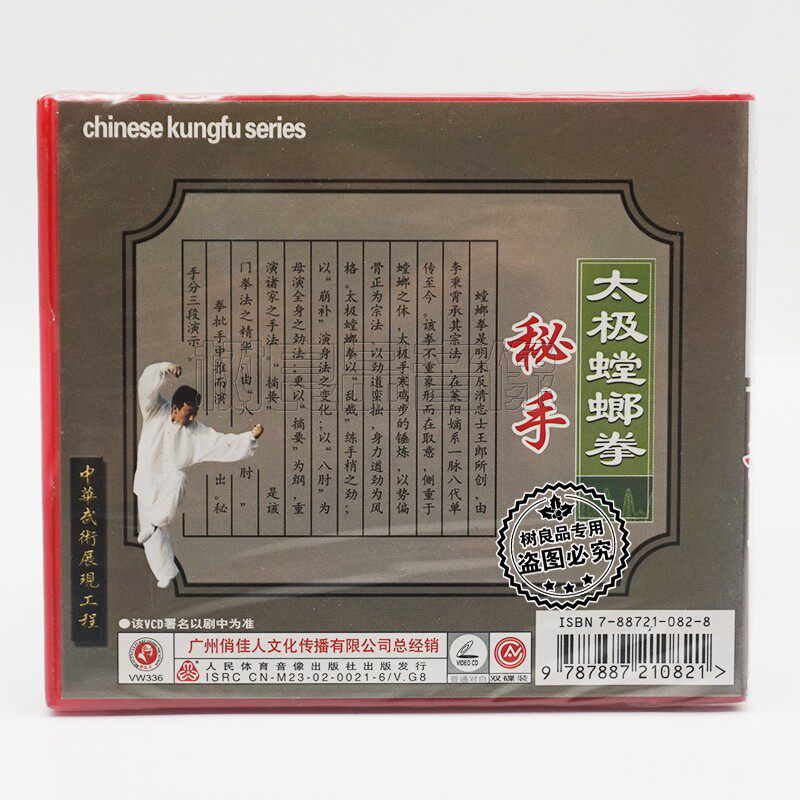 chinese kungfu series
太极螳螂拳
秘手
螳螂拳是明末反清志士王郎所创，由
李秉霄承其宗法，在莱阳嫡系一脉八代单
传至今。该拳不重象形而在取意，侧重于
螳螂之体，太极手寒鸡步的锤炼，以势偏
骨正为宗法，以劲道蛮拙，身力道劲为风
格。太极螳螂拳以“乱截”练手梢之劲；
以“崩补”演身法之变化；以“八肘”为
母演全身之劲法；更以“摘要”为纲，重
演诸家之手法。“摘要” 是该
门拳法之精华，由“八 肘”
拳批手中推而演 出。秘
手分三段演示。
中華武術展現工程
树良品专用
盗图必究
●该VCD署名以剧中为准
ISBN 7-88721-082-8
9 787887 210821 >
VW336
广州俏佳人文化传播有限公司总经销
人民体育音像出版社出版发行
ISRC CN-M23-02-0021-6/V.G8
VIDEO CD
普通对白 双碟装